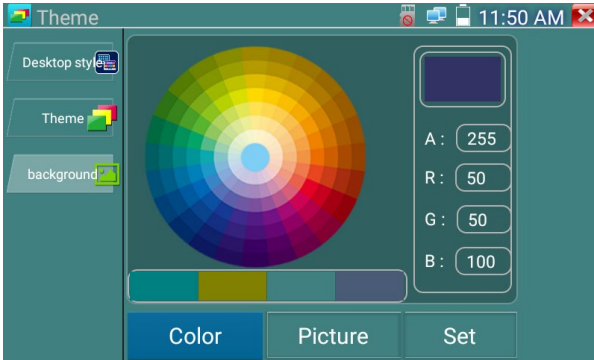 Theme
11:50 AM
Desktop style
Theme
background
A : 255
R : 50
G : 50
B : 100
Color
Picture
Set